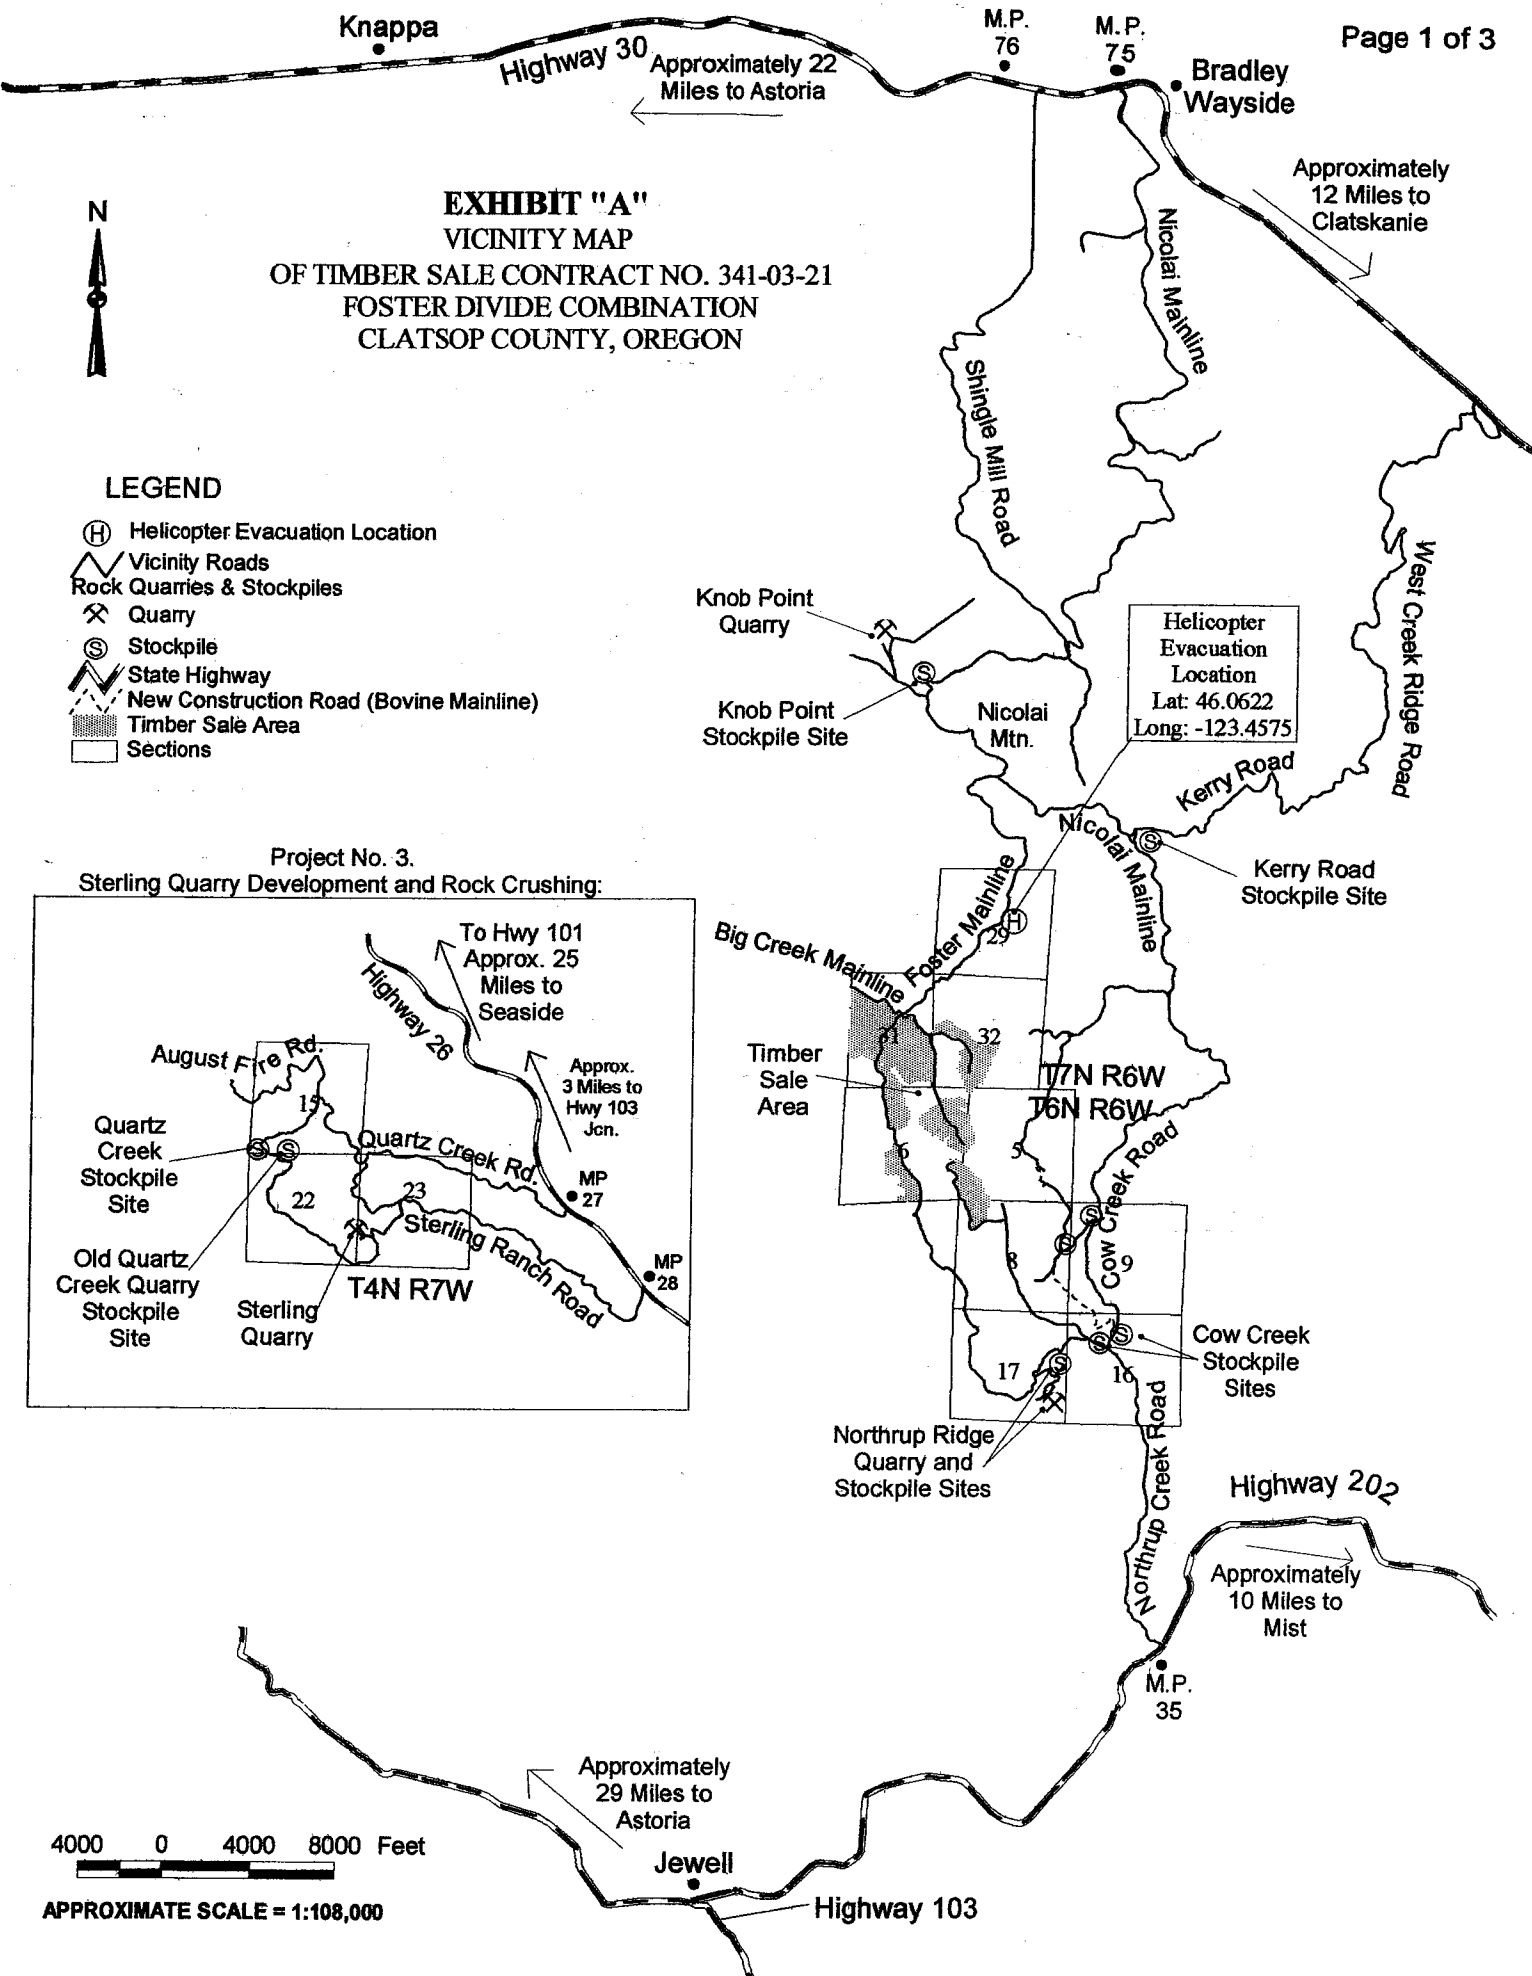 Page 1 of 3
Knappa
Highway 30
Approximately 22
Miles to Astoria
M.P.
76
M.P.
75
Bradley
Wayside
Approximately
12 Miles to
Clatskanie
N
EXHIBIT "A"
VICINITY MAP
OF TIMBER SALE CONTRACT NO. 341-03-21
FOSTER DIVIDE COMBINATION
CLATSOP COUNTY, OREGON
Nicolai Mainline
Shingle Mill Road
West Creek Ridge Road
LEGEND
H Helicopter Evacuation Location
Vicinity Roads
Rock Quarries & Stockpiles
Quarry
S Stockpile
State Highway
New Construction Road (Bovine Mainline)
Timber Sale Area
Sections
Knob Point
Quarry
S
Knob Point
Stockpile Site
Nicolai
Mtn.
Helicopter
Evacuation
Location
Lat: 46.0622
Long: -123.4575
Kerry Road
Nicolai Mainline
S
Kerry Road
Stockpile Site
Foster Mainline
H
29
Big Creek Mainline
31
32
Timber
Sale
Area
T7N R6W
T6N R6W
6
5
Cow Creek Road
S
S
8
9
S
S
Cow Creek
Stockpile
Sites
17
S
16
Northrup Ridge
Quarry and
Stockpile Sites
Northrup Creek Road
Project No. 3.
Sterling Quarry Development and Rock Crushing:
To Hwy 101
Approx. 25
Miles to
Seaside
Highway 26
August Fire Rd.
Approx.
3 Miles to
Hwy 103
Jcn.
15
Quartz
Creek
Stockpile
Site
S
S
Quartz Creek Rd.
MP
27
22
23
Sterling Ranch Road
Old Quartz
Creek Quarry
Stockpile
Site
MP
28
T4N R7W
Sterling
Quarry
Highway 202
Approximately
10 Miles to
Mist
M.P.
35
Approximately
29 Miles to
Astoria
Jewell
Highway 103
4000 0 4000 8000 Feet
APPROXIMATE SCALE = 1:108,000